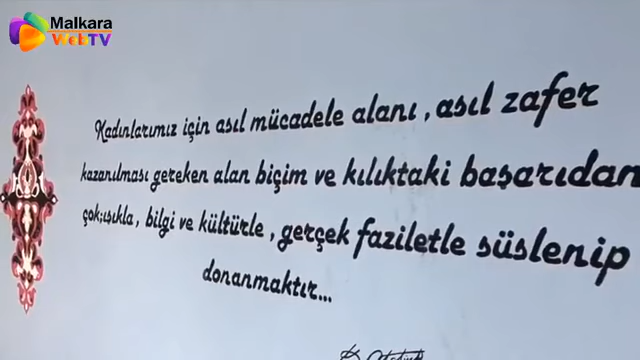 Malkara
WebTV
Kadınlarımız için asıl mücadele alanı, asıl zafer
kazanılması gereken alan biçim ve kılıktaki başarıdan
çok;ışıkla, bilgi ve kültürle, gerçek faziletle süslenip
donanmaktır...